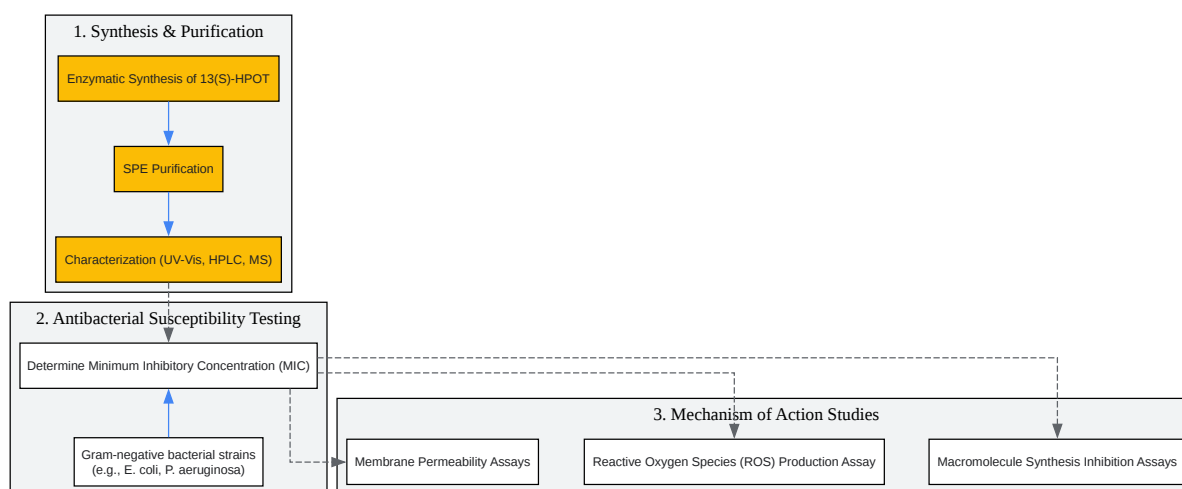 1. Synthesis & Purification
Enzymatic Synthesis of 13(S)-HPOT
SPE Purification
Characterization (UV-Vis, HPLC, MS)
2. Antibacterial Susceptibility Testing
Determine Minimum Inhibitory Concentration (MIC)
Gram-negative bacterial strains
(e.g., E. coli, P. aeruginosa)
3. Mechanism of Action Studies
Membrane Permeability Assays
Reactive Oxygen Species (ROS) Production Assay
Macromolecule Synthesis Inhibition Assays